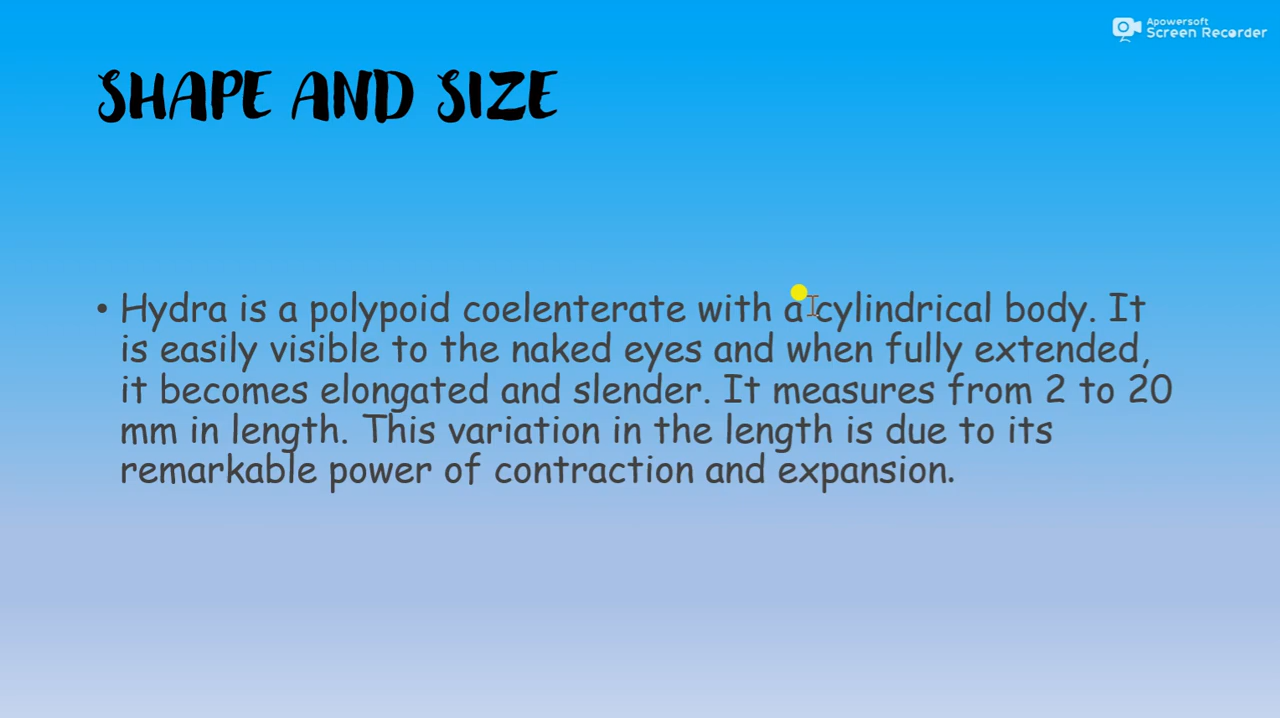 Apowersoft
Screen Recorder
SHAPE AND SIZE
• Hydra is a polypoid coelenterate with a cylindrical body. It
is easily visible to the naked eyes and when fully extended,
it becomes elongated and slender. It measures from 2 to 20
mm in length. This variation in the length is due to its
remarkable power of contraction and expansion.